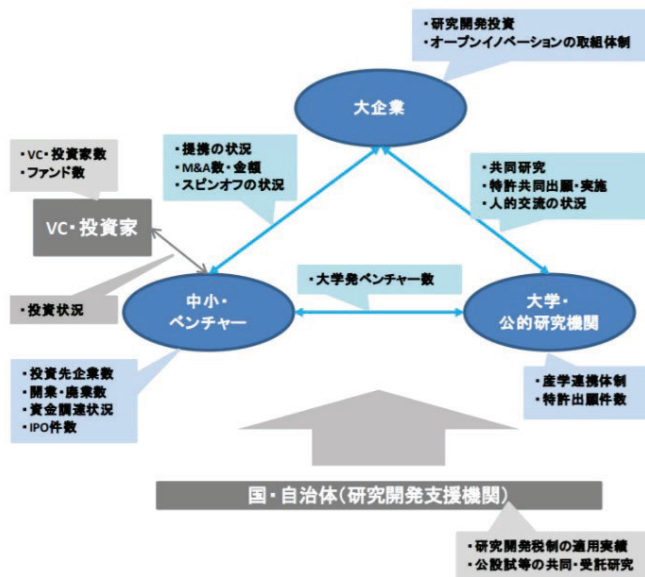 ・研究開発投資
・オープンイノベーションの取組体制
大企業
・提携の状況
・M&A数・金額
・スピンオフの状況
・VC・投資家数
・ファンド数
・共同研究
・特許共同出願・実施
・人的交流の状況
VC・投資家
・大学発ベンチャー数
・投資状況
中小・
ベンチャー
大学・
公的研究機関
・投資先企業数
・開業・廃業数
・資金調達状況
・IPO件数
・産学連携体制
・特許出願件数
国・自治体（研究開発支援機関）
・研究開発税制の適用実績
・公設試等の共同・受託研究